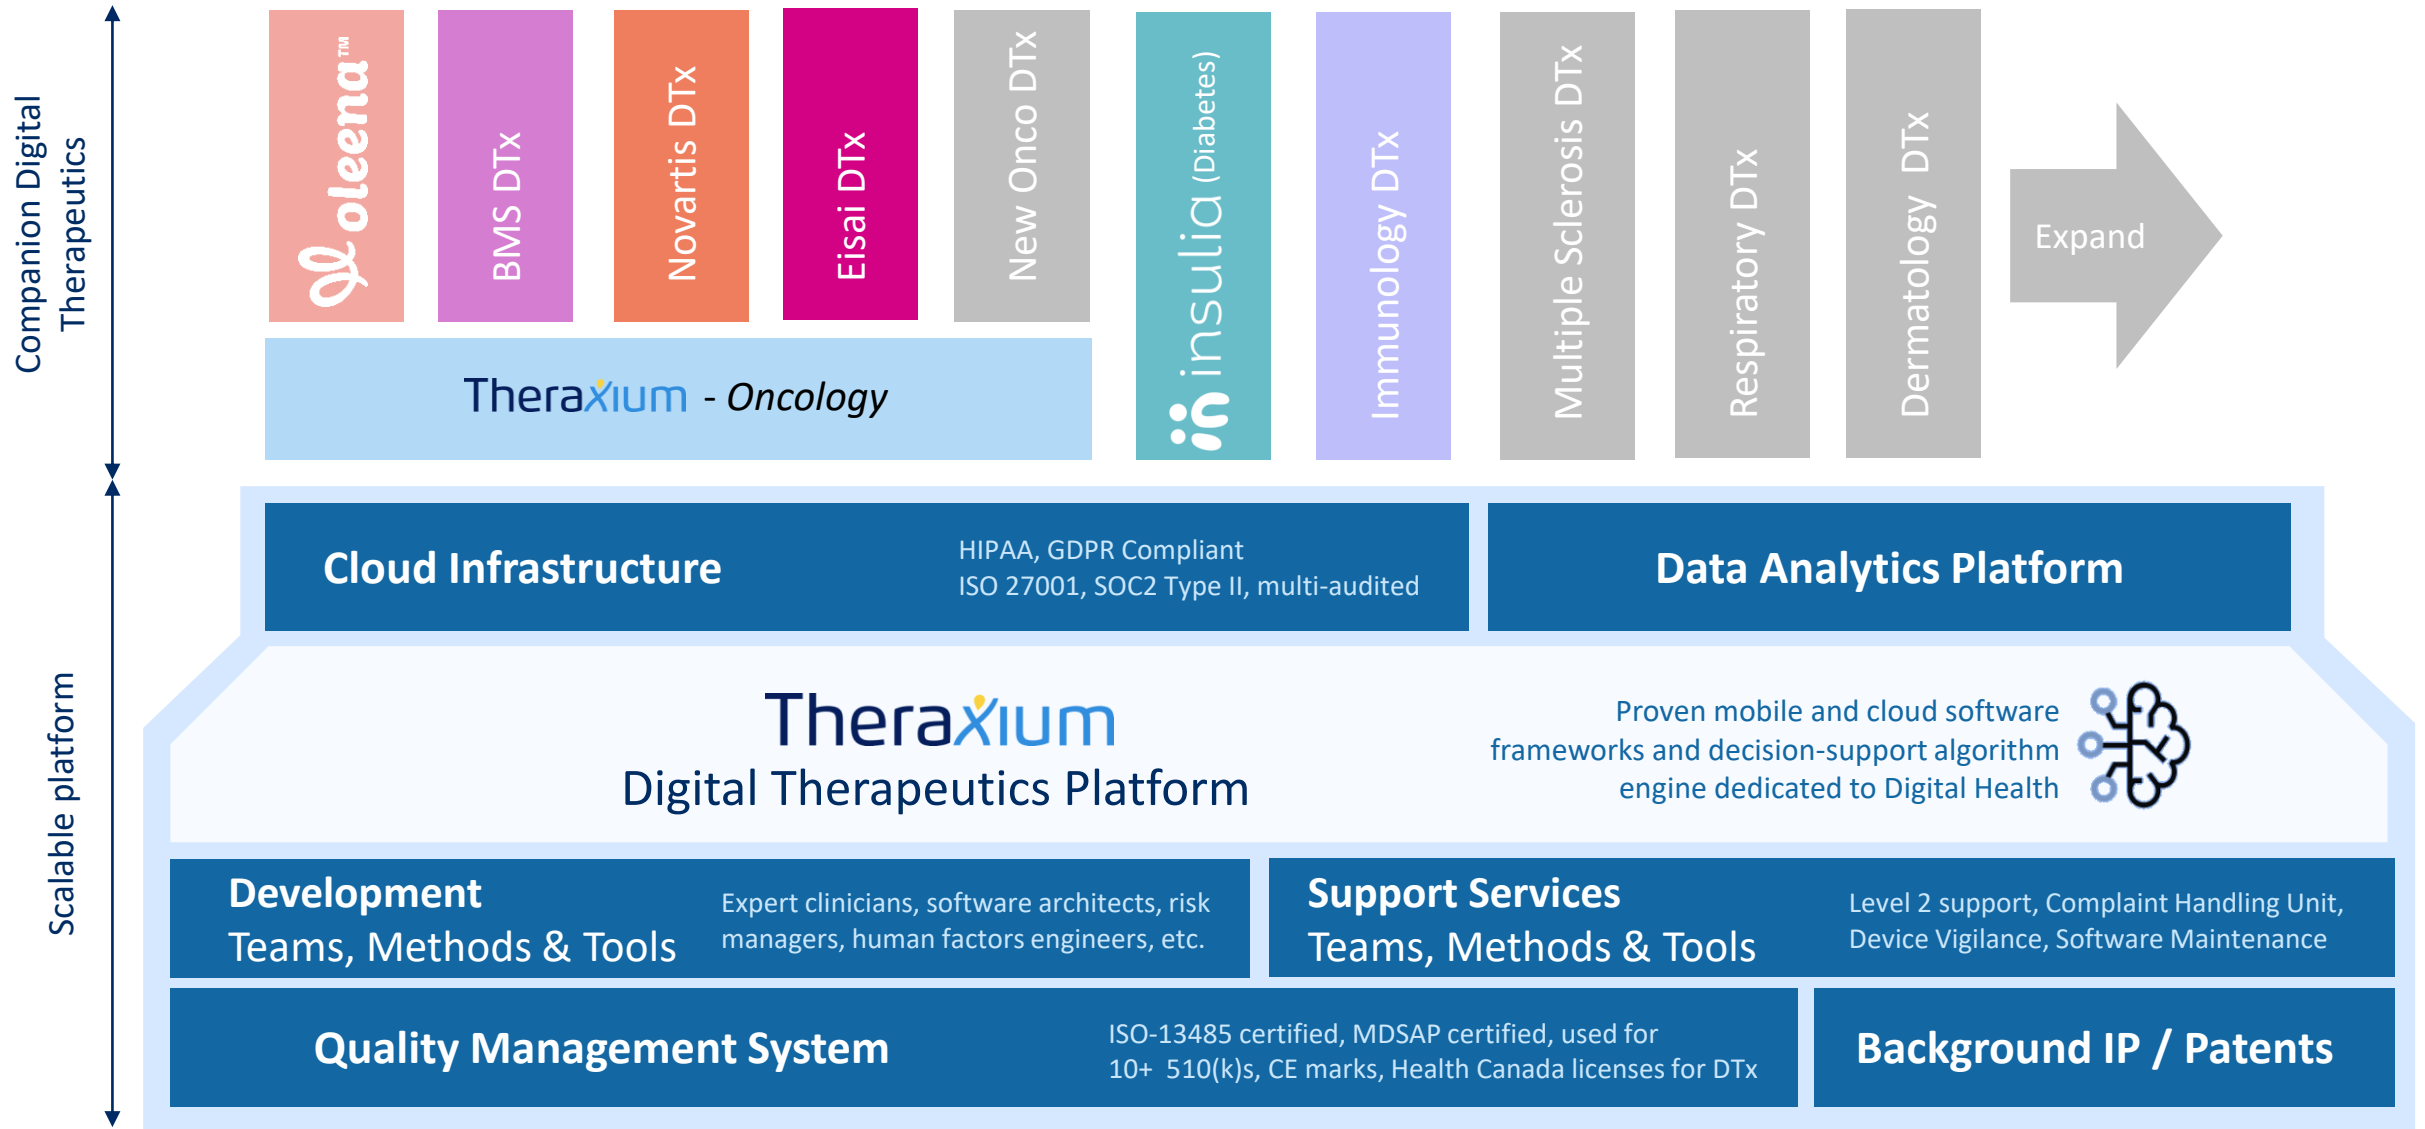 Companion Digital
Therapeutics
oleena™
BMS DTx
Novartis DTx
Eisai DTx
New Onco DTx
insulia (Diabetes)
Immunology DTx
Multiple Sclerosis DTx
Respiratory DTx
Dermatology DTx
Expand
Theraxium - Oncology
Scalable platform
Cloud Infrastructure
HIPAA, GDPR Compliant
ISO 27001, SOC2 Type II, multi-audited
Data Analytics Platform
Theraxium
Digital Therapeutics Platform
Proven mobile and cloud software
frameworks and decision-support algorithm
engine dedicated to Digital Health
Development
Teams, Methods & Tools
Expert clinicians, software architects, risk
managers, human factors engineers, etc.
Support Services
Teams, Methods & Tools
Level 2 support, Complaint Handling Unit,
Device Vigilance, Software Maintenance
Quality Management System
ISO-13485 certified, MDSAP certified, used for
10+ 510(k)s, CE marks, Health Canada licenses for DTx
Background IP / Patents